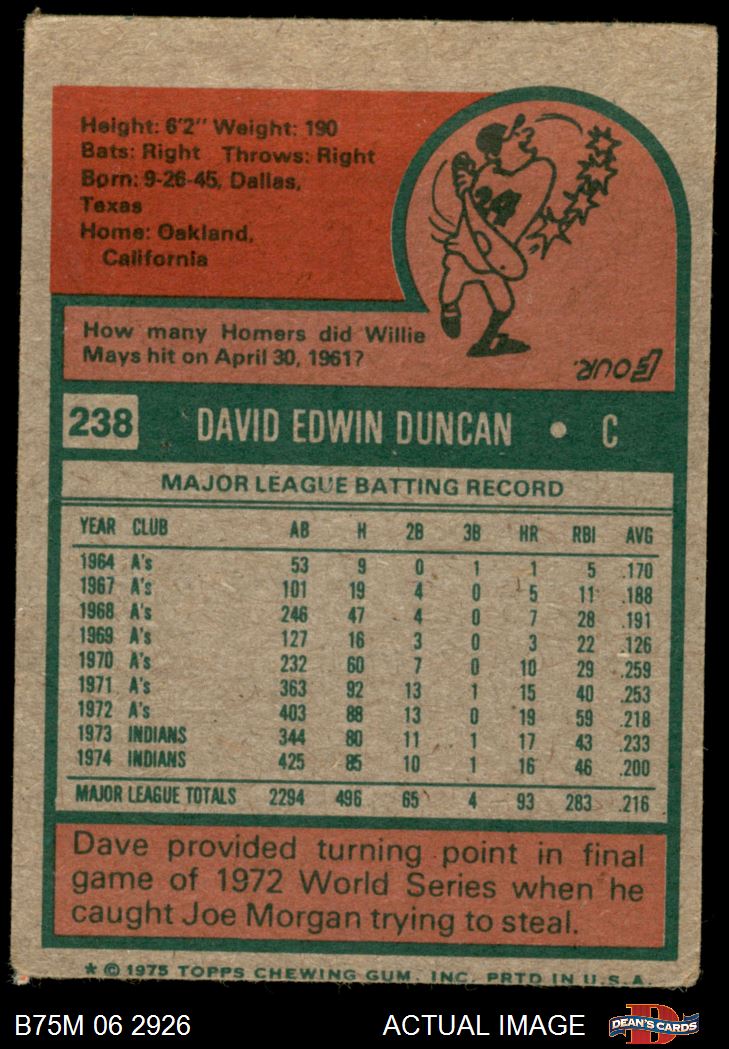 Height: 6'2" Weight: 190
Bats: Right Throws: Right
Born: 9-26-45, Dallas,
Texas
Home: Oakland,
California
24
How many Homers did Willie
Mays hit on April 30, 1961?
FOUR.
238 DAVID EDWIN DUNCAN • C
MAJOR LEAGUE BATTING RECORD
YEAR CLUB AB H 2B 3B HR RBI AVG
1964 A's 53 9 0 1 1 5 .170
1967 A's 101 19 4 0 5 11 .188
1968 A's 246 47 4 0 7 28 .191
1969 A's 127 16 3 0 3 22 .126
1970 A's 232 60 7 0 10 29 .259
1971 A's 363 92 13 1 15 40 .253
1972 A's 403 88 13 0 19 59 .218
1973 INDIANS 344 80 11 1 17 43 .233
1974 INDIANS 425 85 10 1 16 46 .200
MAJOR LEAGUE TOTALS 2294 496 65 4 93 283 .216
Dave provided turning point in final
game of 1972 World Series when he
caught Joe Morgan trying to steal.
* © 1975 TOPPS CHEWING GUM, INC. PRTD IN U.S.A.
B75M 06 2926 ACTUAL IMAGE DEAN'S CARDS